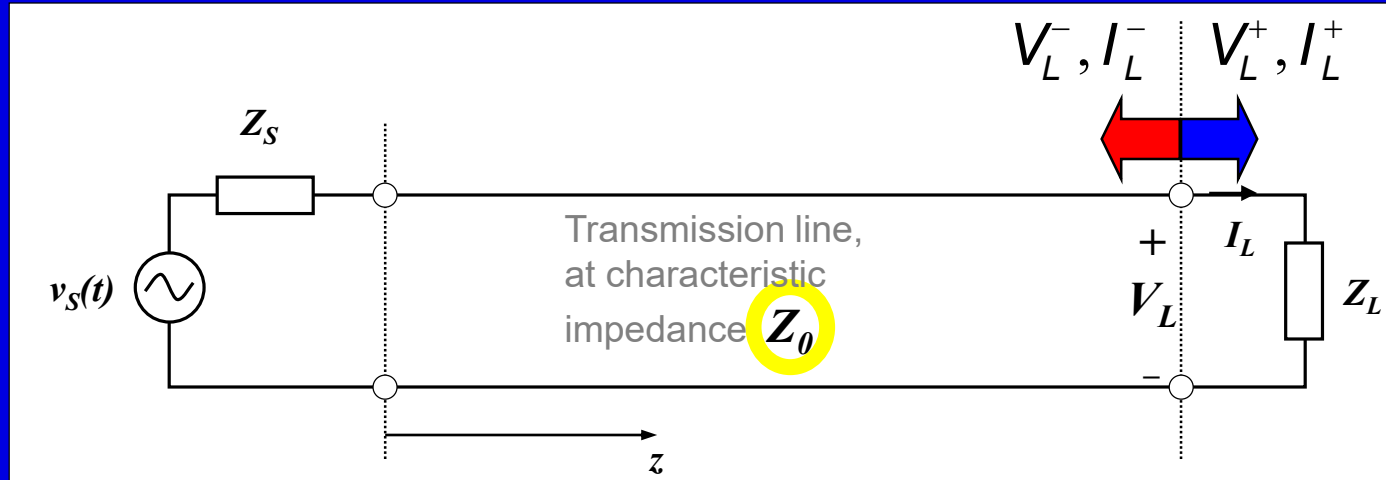 V_L^-, I_L^- V_L^+, I_L^+
Z_S
Transmission line,
at characteristic
impedance Z_0
v_S(t)
+
I_L
V_L
Z_L
−
z